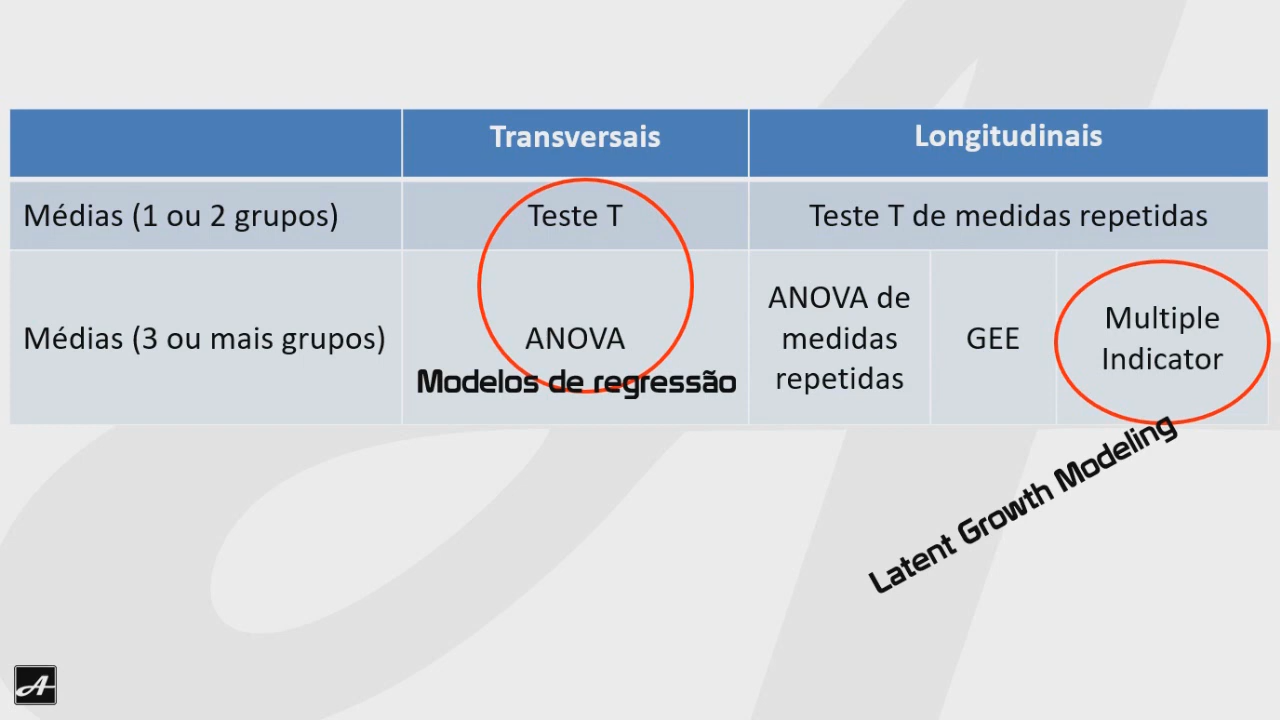 Transversais
Longitudinais
Médias (1 ou 2 grupos)
Teste T
Teste T de medidas repetidas
Médias (3 ou mais grupos)
ANOVA
Modelos de regressão
ANOVA de
medidas
repetidas
GEE
Multiple
Indicator
Latent Growth Modeling
A